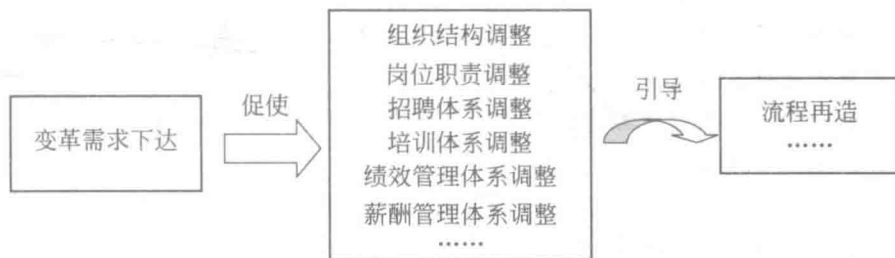 变革需求下达
促使
组织结构调整
岗位职责调整
招聘体系调整
培训体系调整
绩效管理体系调整
薪酬管理体系调整
……
引导
流程再造
……